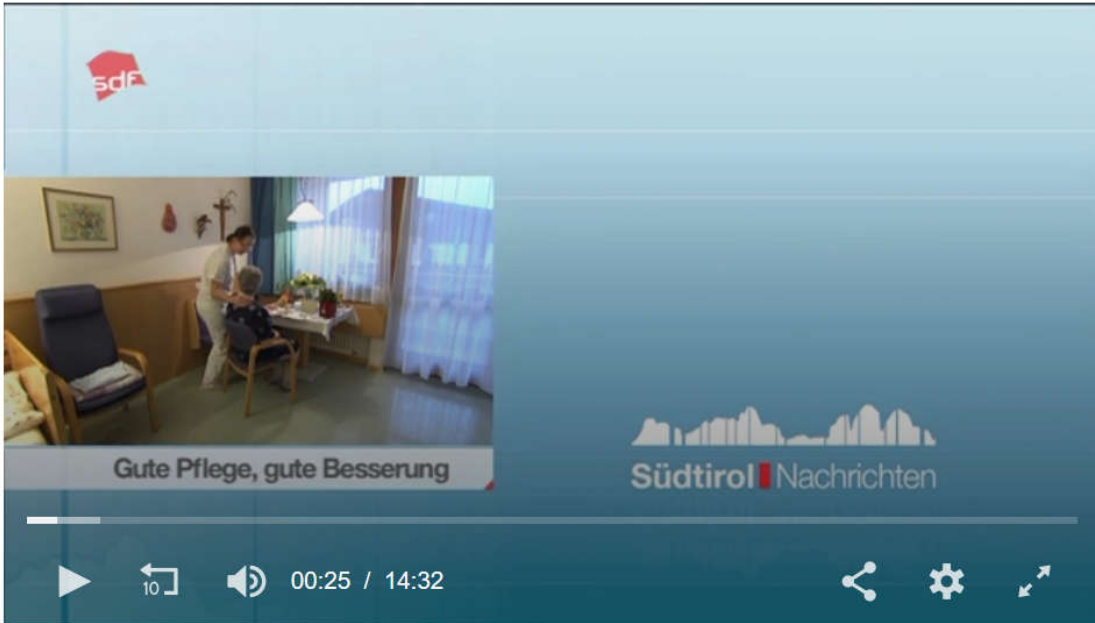 sdf
Gute Pflege, gute Besserung
Südtirol Nachrichten
10
00:25 / 14:32